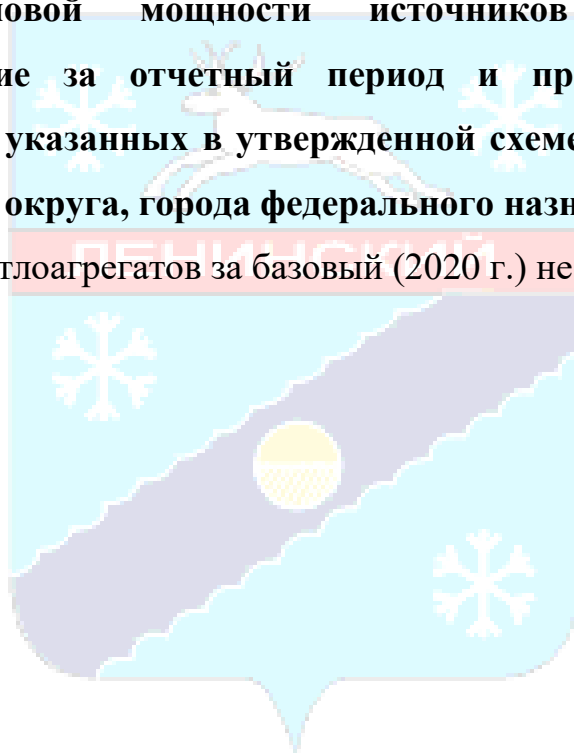 новой мощности источников
ие за отчетный период и пр
указанных в утвержденной схеме
округа, города федерального назн
ЛЕНИНСКИЙ
тлоагрегатов за базовый (2020 г.) не